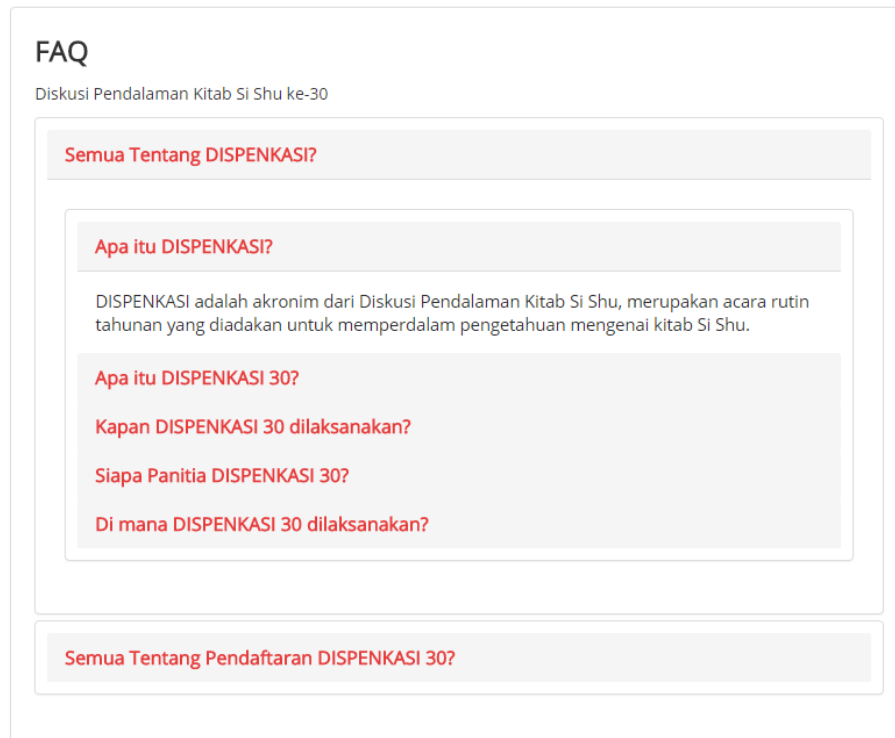 FAQ
Diskusi Pendalaman Kitab Si Shu ke-30
Semua Tentang DISPENKASI?
Apa itu DISPENKASI?
DISPENKASI adalah akronim dari Diskusi Pendalaman Kitab Si Shu, merupakan acara rutin
tahunan yang diadakan untuk memperdalam pengetahuan mengenai kitab Si Shu.
Apa itu DISPENKASI 30?
Kapan DISPENKASI 30 dilaksanakan?
Siapa Panitia DISPENKASI 30?
Di mana DISPENKASI 30 dilaksanakan?
Semua Tentang Pendaftaran DISPENKASI 30?